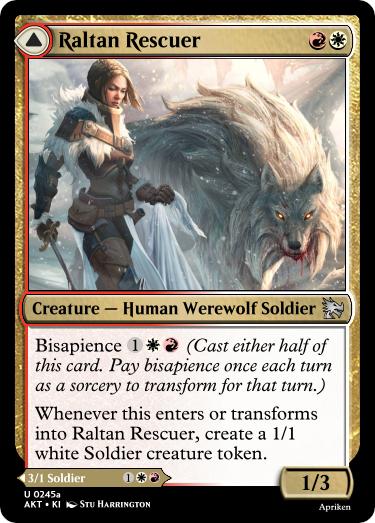 Raltan Rescuer
Creature — Human Werewolf Soldier
Bisapience 1 (Cast either half of
this card. Pay bisapience once each turn
as a sorcery to transform for that turn.)
Whenever this enters or transforms
into Raltan Rescuer, create a 1/1
white Soldier creature token.
3/1 Soldier 1
1/3
U 0245a
AKT • KI Stu Harrington
Apriken